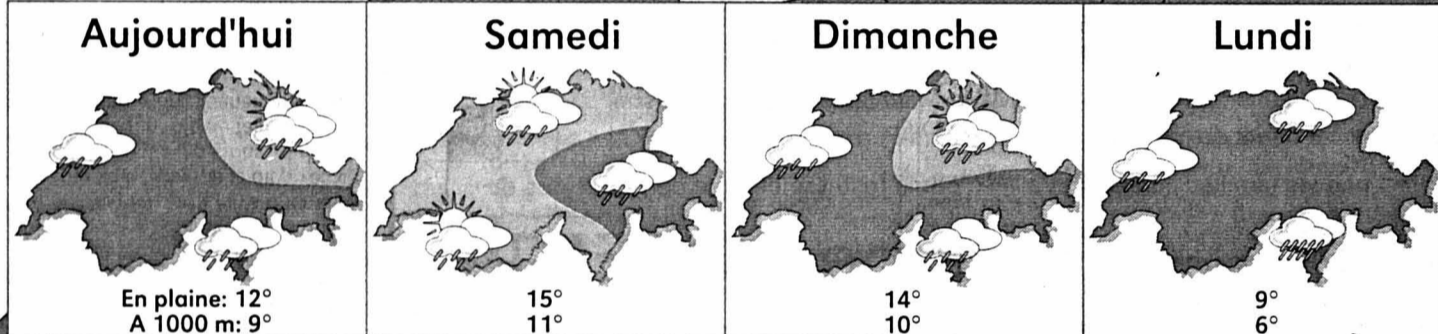 Aujourd'hui
En plaine: 12°
A 1000 m: 9°
Samedi
15°
11°
Dimanche
14°
10°
Lundi
9°
6°